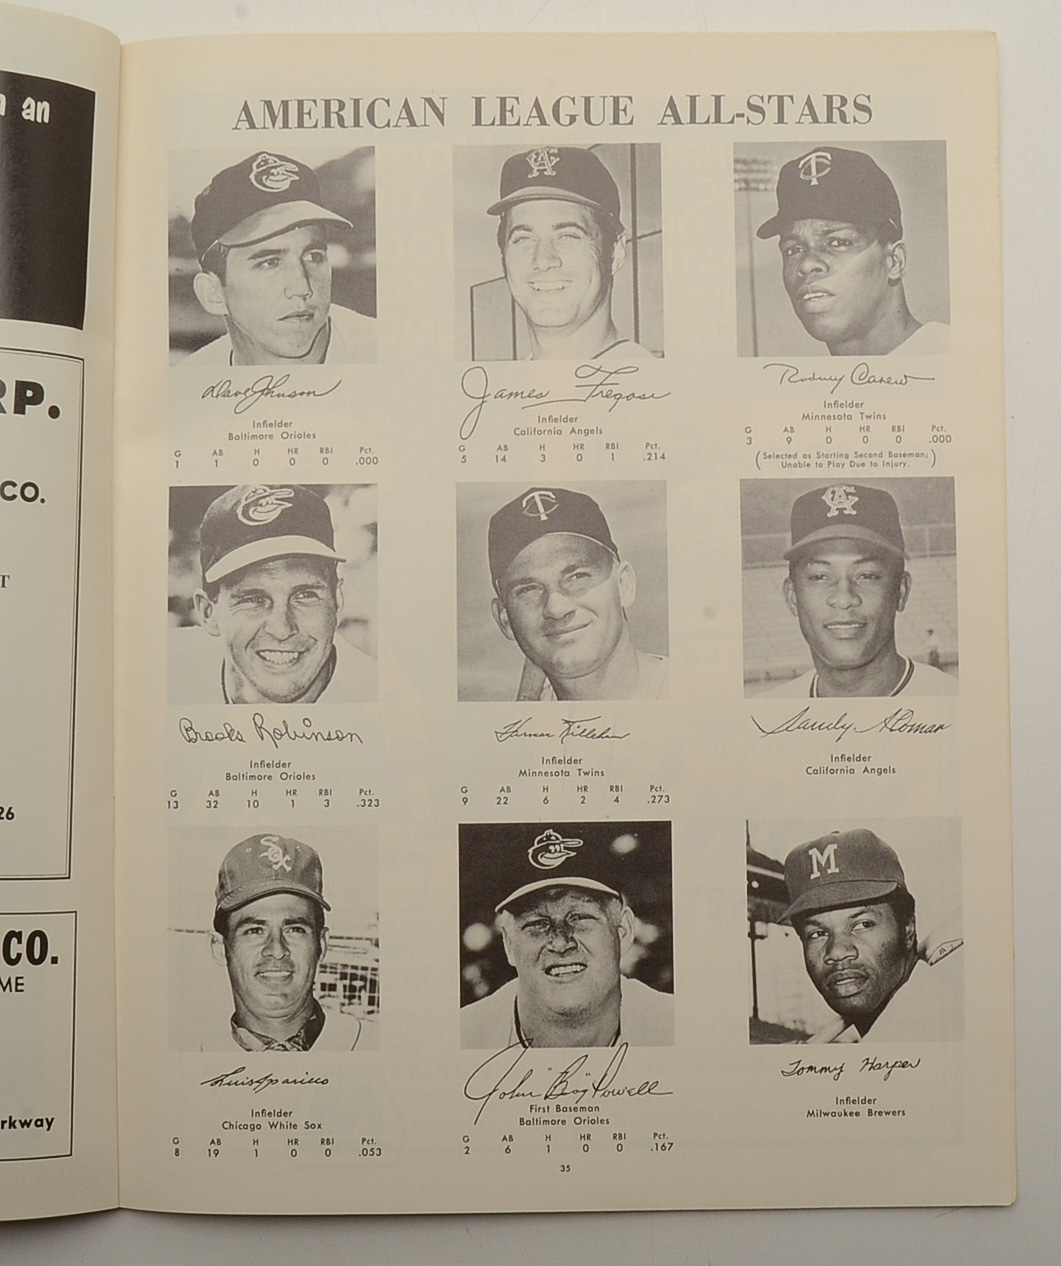 n an
RP.
CO.
T
26
CO.
ME
rkway
AMERICAN LEAGUE ALL-STARS
Dave Johnson
Infielder
Baltimore Orioles
G AB H HR RBI Pct.
1 1 0 0 0 .000
James Fregosi
Infielder
California Angels
G AB H HR RBI Pct.
5 14 3 0 1 .214
Rodney Carew
Infielder
Minnesota Twins
G AB H HR RBI Pct.
3 9 0 0 0 .000
(Selected as Starting Second Baseman;
Unable to Play Due to Injury.)
Brooks Robinson
Infielder
Baltimore Orioles
G AB H HR RBI Pct.
13 32 10 1 3 .323
Harmon Killebrew
Infielder
Minnesota Twins
G AB H HR RBI Pct.
9 22 6 2 4 .273
Sandy Alomar
Infielder
California Angels
SOX
Luis Aparicio
Infielder
Chicago White Sox
G AB H HR RBI Pct.
8 19 1 0 0 .053
John "Boog" Powell
First Baseman
Baltimore Orioles
G AB H HR RBI Pct.
2 6 1 0 0 .167
M
Tommy Harper
Infielder
Milwaukee Brewers
35